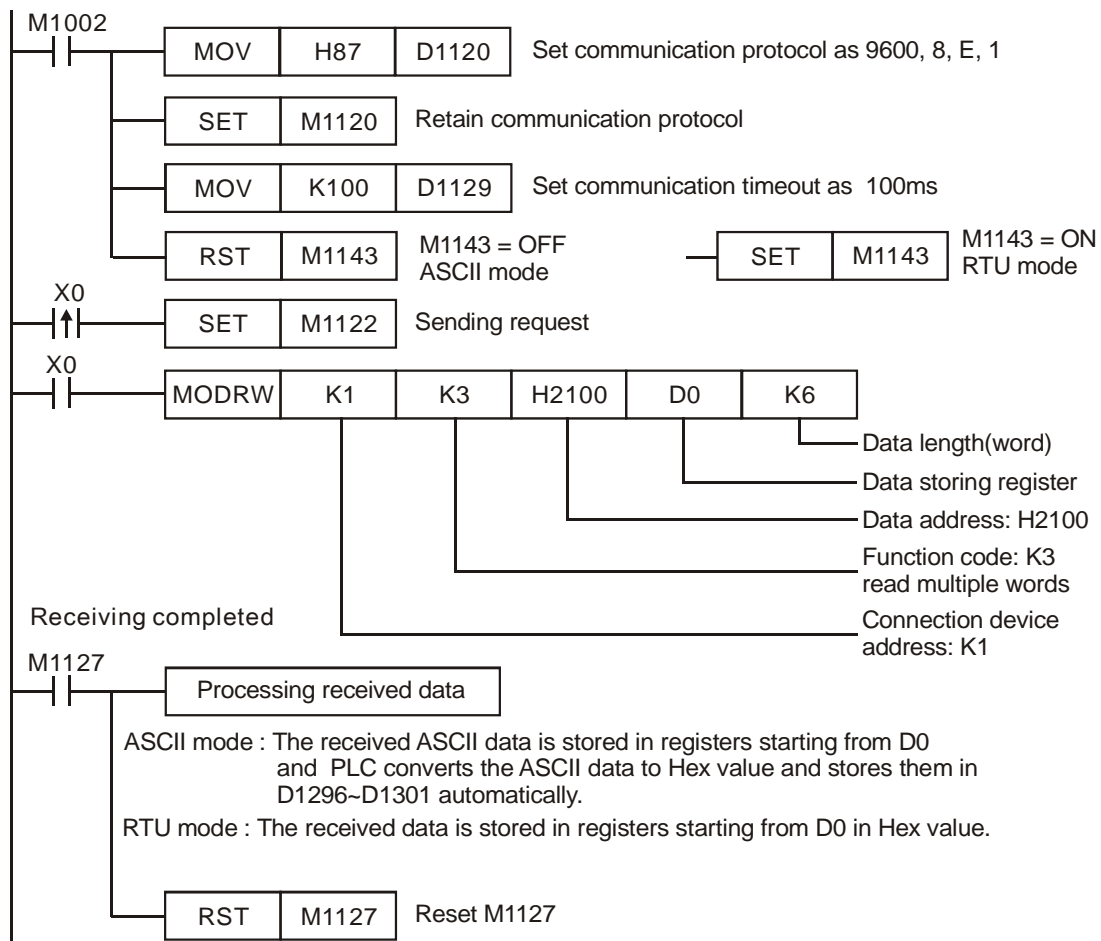 M1002
MOV H87 D1120 Set communication protocol as 9600, 8, E, 1
SET M1120 Retain communication protocol
MOV K100 D1129 Set communication timeout as 100ms
RST M1143 M1143 = OFF
ASCII mode
SET M1143 M1143 = ON
RTU mode
X0
SET M1122 Sending request
X0
MODRW K1 K3 H2100 D0 K6
Data length(word)
Data storing register
Data address: H2100
Function code: K3
read multiple words
Connection device
address: K1
Receiving completed
M1127
Processing received data
ASCII mode : The received ASCII data is stored in registers starting from D0
and PLC converts the ASCII data to Hex value and stores them in
D1296~D1301 automatically.
RTU mode : The received data is stored in registers starting from D0 in Hex value.
RST M1127 Reset M1127